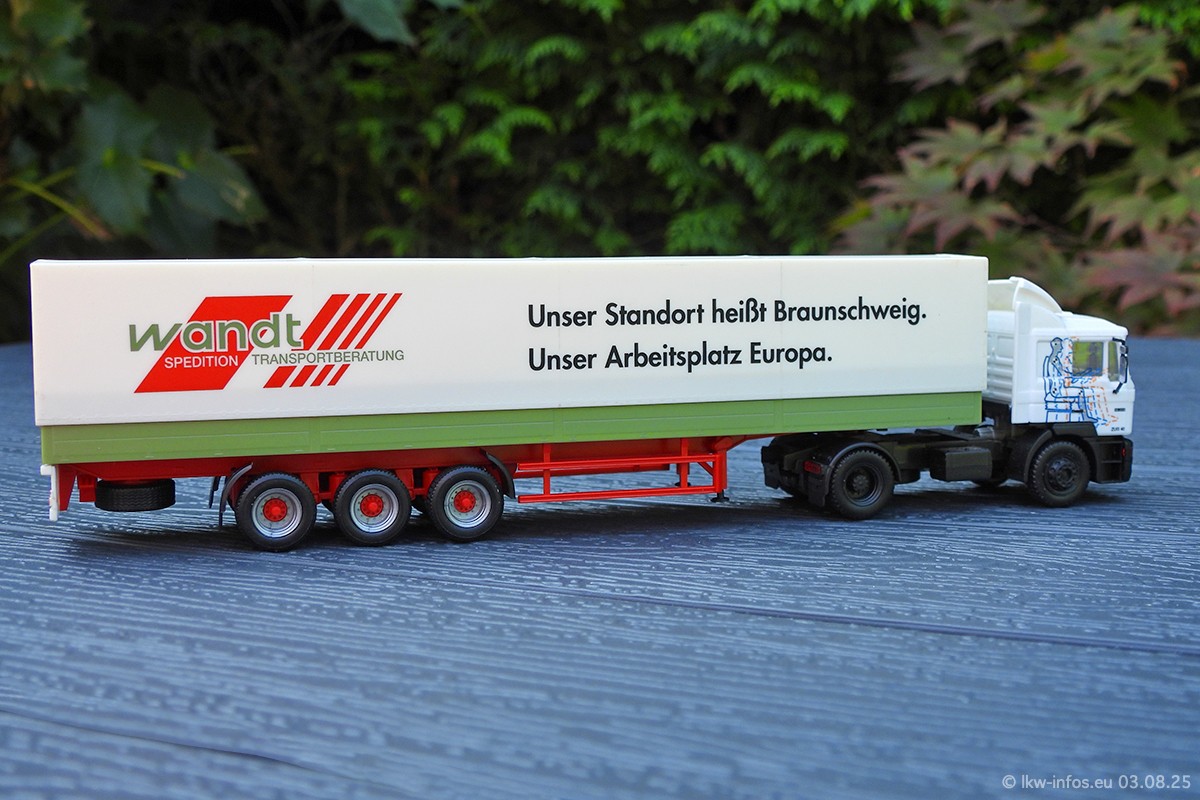 wandt
SPEDITION TRANSPORTBERATUNG
Unser Standort heißt Braunschweig.
Unser Arbeitsplatz Europa.
© lkw-infos.eu 03.08.25